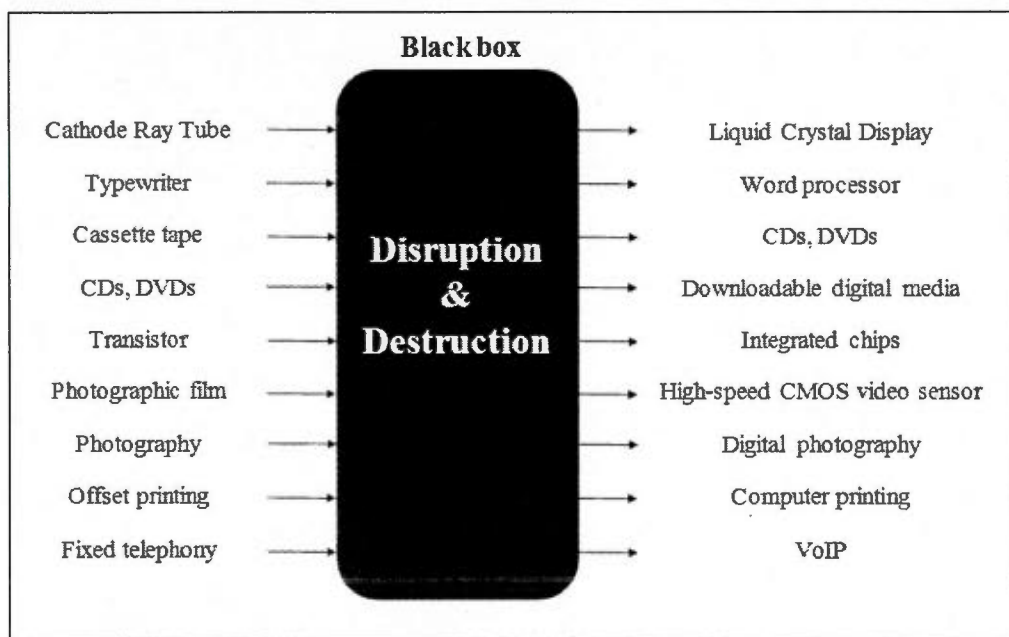 Black box
Cathode Ray Tube
Liquid Crystal Display
Typewriter
Word processor
Cassette tape
CDs, DVDs
Disruption
&
Destruction
CDs, DVDs
Downloadable digital media
Transistor
Integrated chips
Photographic film
High-speed CMOS video sensor
Photography
Digital photography
Offset printing
Computer printing
Fixed telephony
VoIP